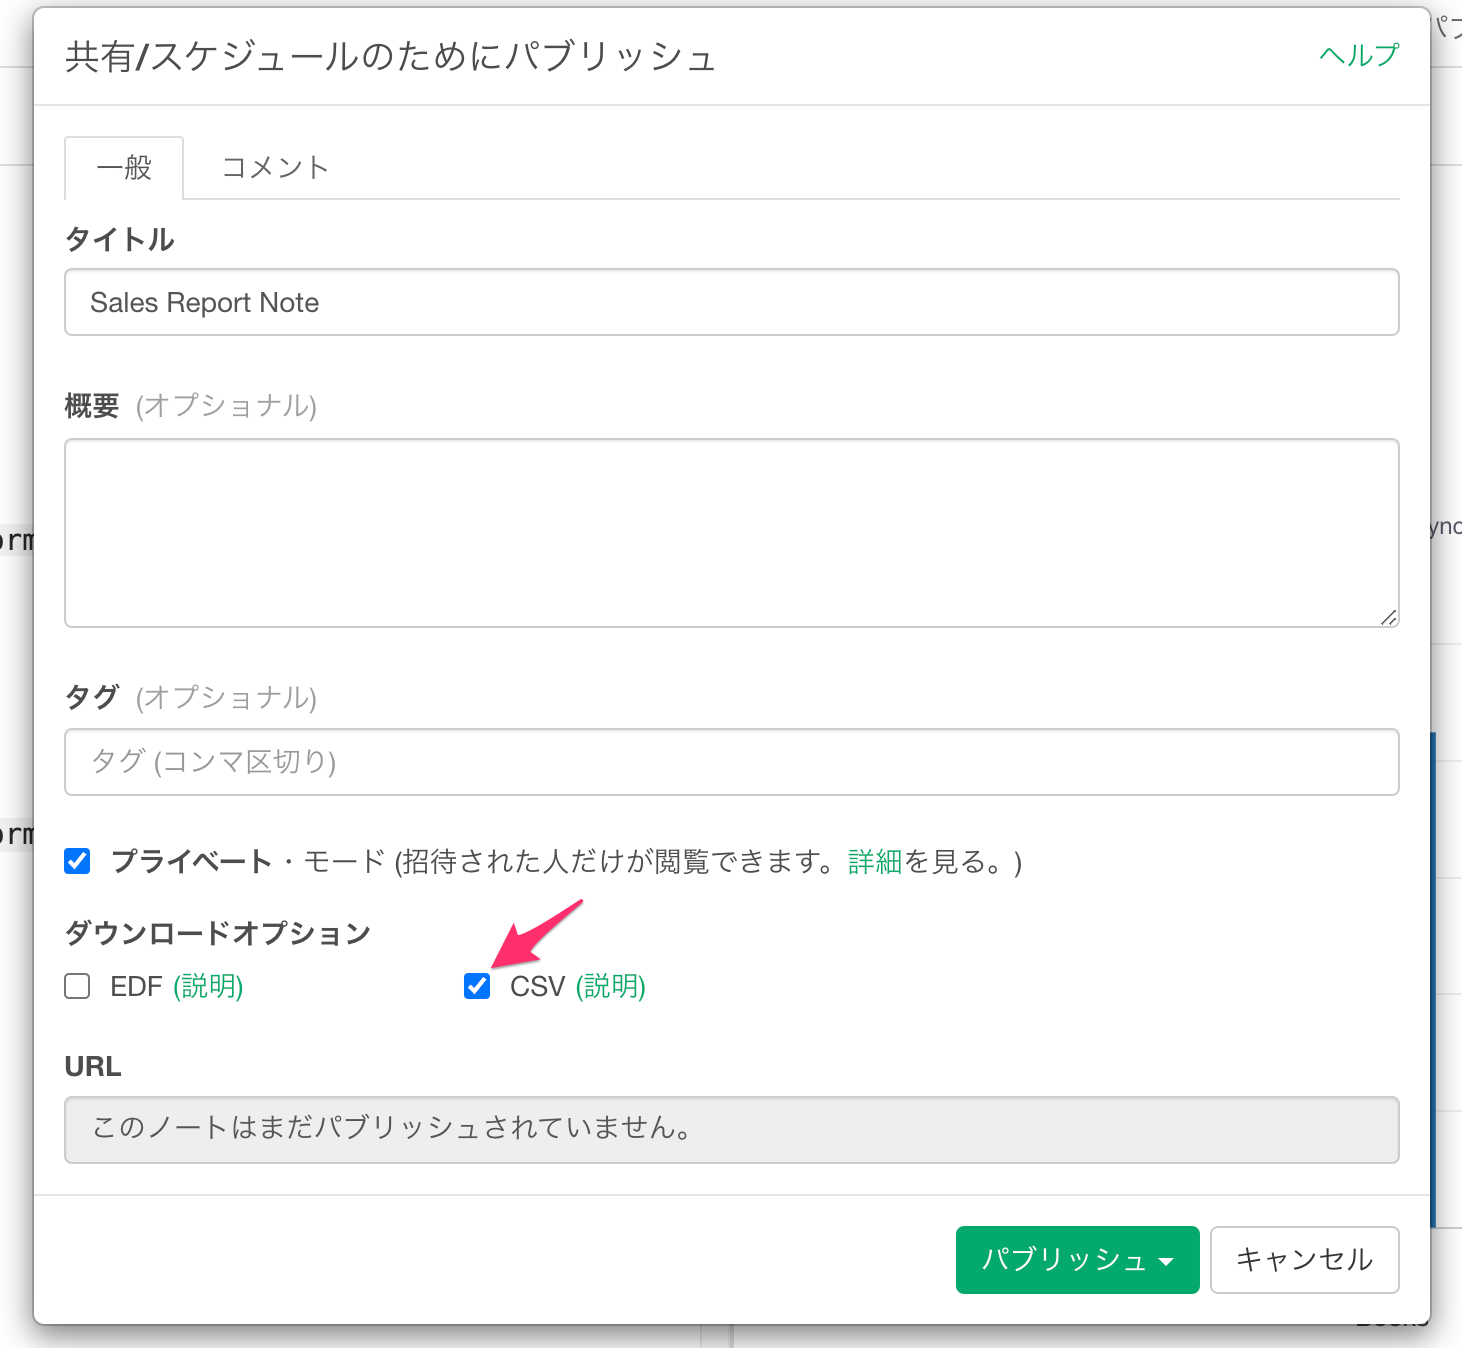 共有/スケジュールのためにパブリッシュ ヘルプ
一般 コメント
タイトル
Sales Report Note
概要 (オプショナル)
タグ (オプショナル)
タグ (コンマ区切り)
プライベート・モード (招待された人だけが閲覧できます。詳細を見る。)
ダウンロードオプション
EDF (説明) CSV (説明)
URL
このノートはまだパブリッシュされていません。
パブリッシュ キャンセル